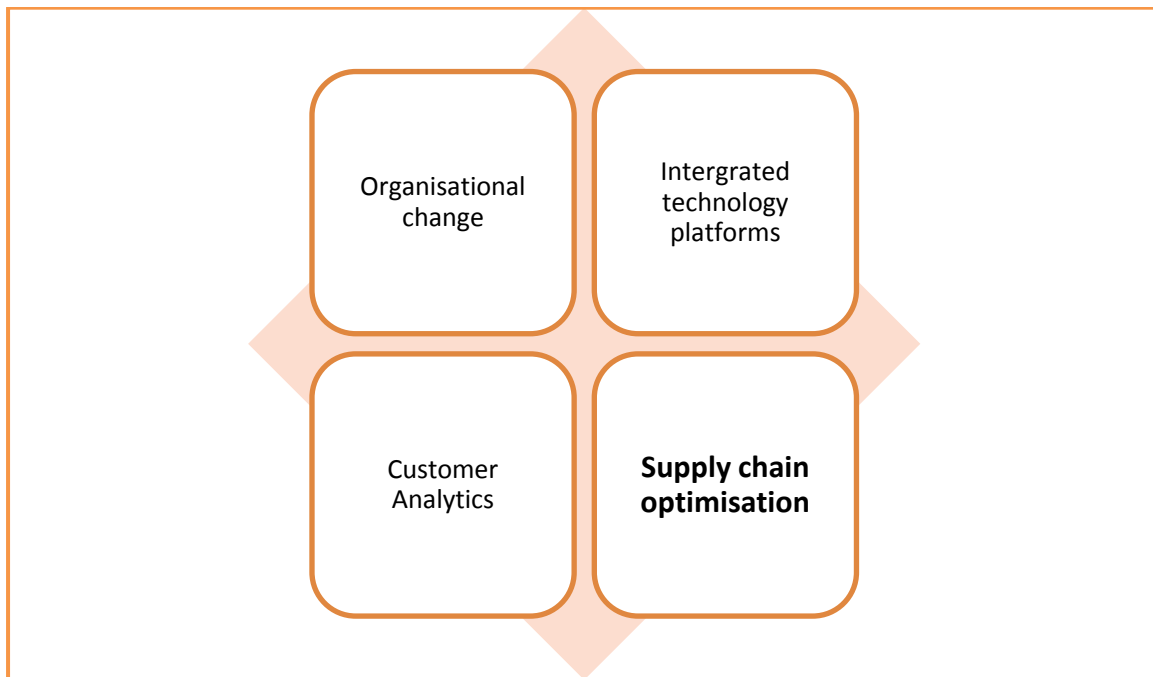 Organisational
change
Intergrated
technology
platforms
Customer
Analytics
Supply chain
optimisation